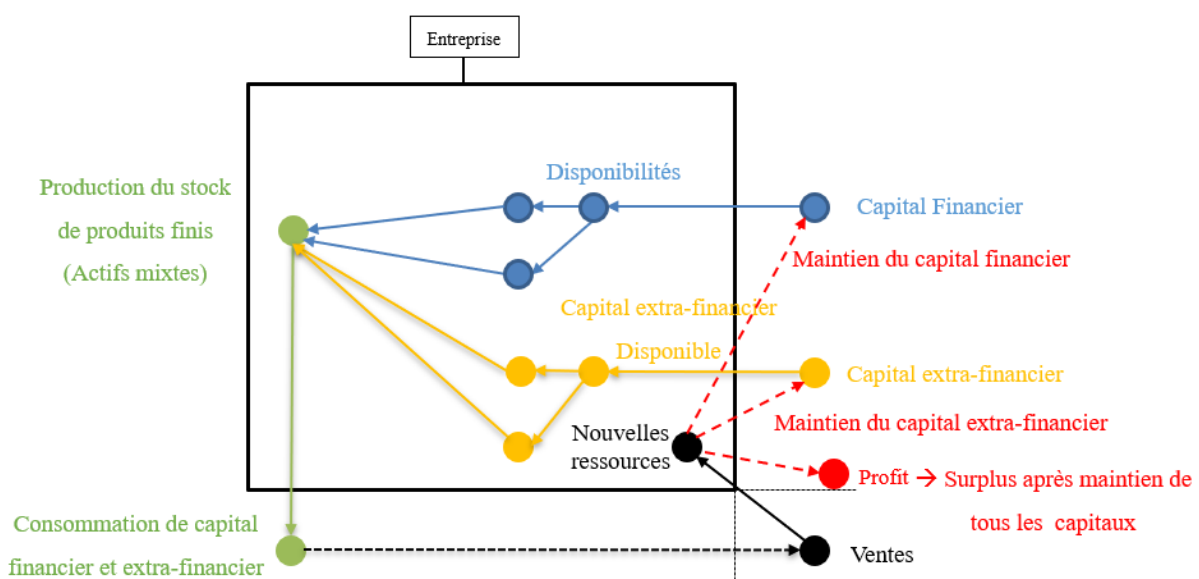 Entreprise
Production du stock
de produits finis
(Actifs mixtes)
Disponibilités
Capital Financier
Maintien du capital financier
Capital extra-financier
Disponible
Capital extra-financier
Maintien du capital extra-financier
Nouvelles
ressources
Profit → Surplus après maintien de
tous les capitaux
Consommation de capital
financier et extra-financier
Ventes